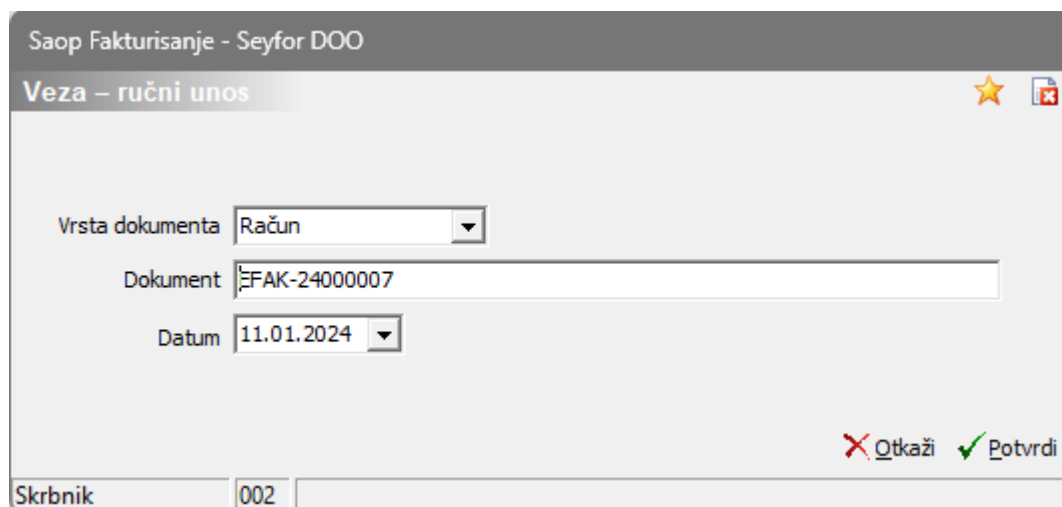 Saop Fakturisanje - Seyfor DOO
Veza – ručni unos
Vrsta dokumenta Račun
Dokument EFAK-24000007
Datum 11.01.2024
Otkaži Potvrdi
Skrbnik 002